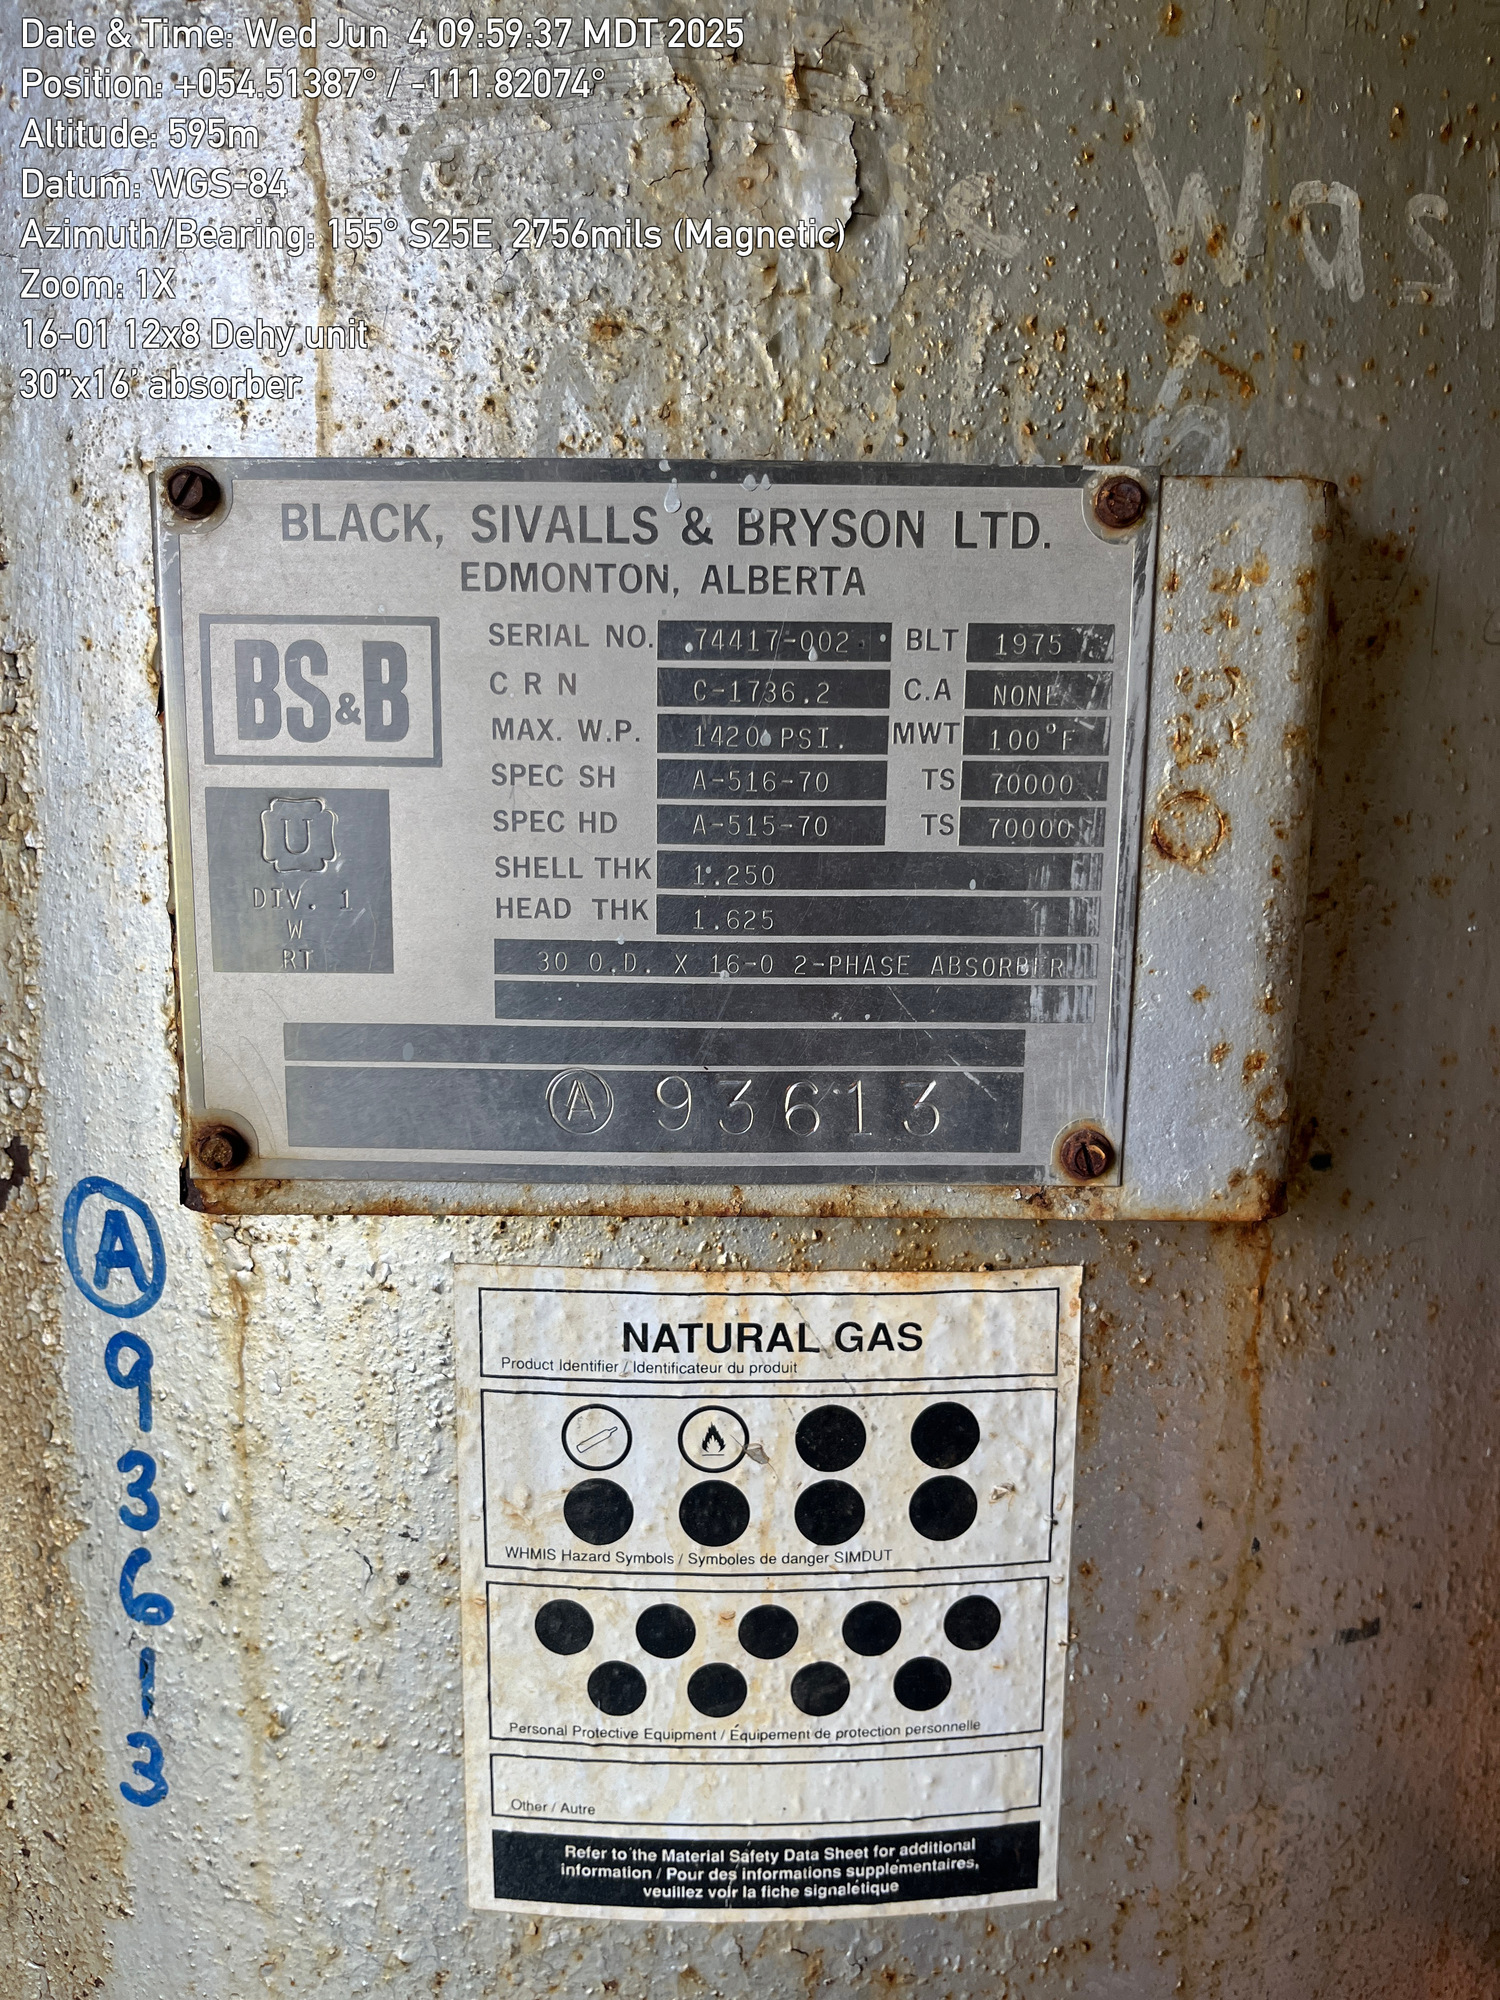 Date & Time: Wed Jun 4 09:59:37 MDT 2025
Position: +054.51387° / -111.82074°
Altitude: 595m
Datum: WGS-84
Azimuth/Bearing: 155° S25E 2756mils (Magnetic)
Zoom: 1X
16-01 12x8 Dehy unit
30"x16' absorber
BLACK, SIVALLS & BRYSON LTD.
EDMONTON, ALBERTA
BS&B
SERIAL NO. 74417-002 BLT 1975
C R N C-1736.2 C.A NONE
MAX. W.P. 1420 PSI. MWT 100°F
SPEC SH A-516-70 TS 70000
SPEC HD A-515-70 TS 70000
SHELL THK 1.250
HEAD THK 1.625
U
DIV. 1
W
RT
30 O.D. X 16-0 2-PHASE ABSORBER
A 93613
A 93613
NATURAL GAS
Product Identifier / Identificateur du produit
WHMIS Hazard Symbols / Symboles de danger SIMDUT
Personal Protective Equipment / Équipement de protection personnelle
Other / Autre
Refer to the Material Safety Data Sheet for additional
information / Pour des informations supplémentaires,
veuillez voir la fiche signalétique